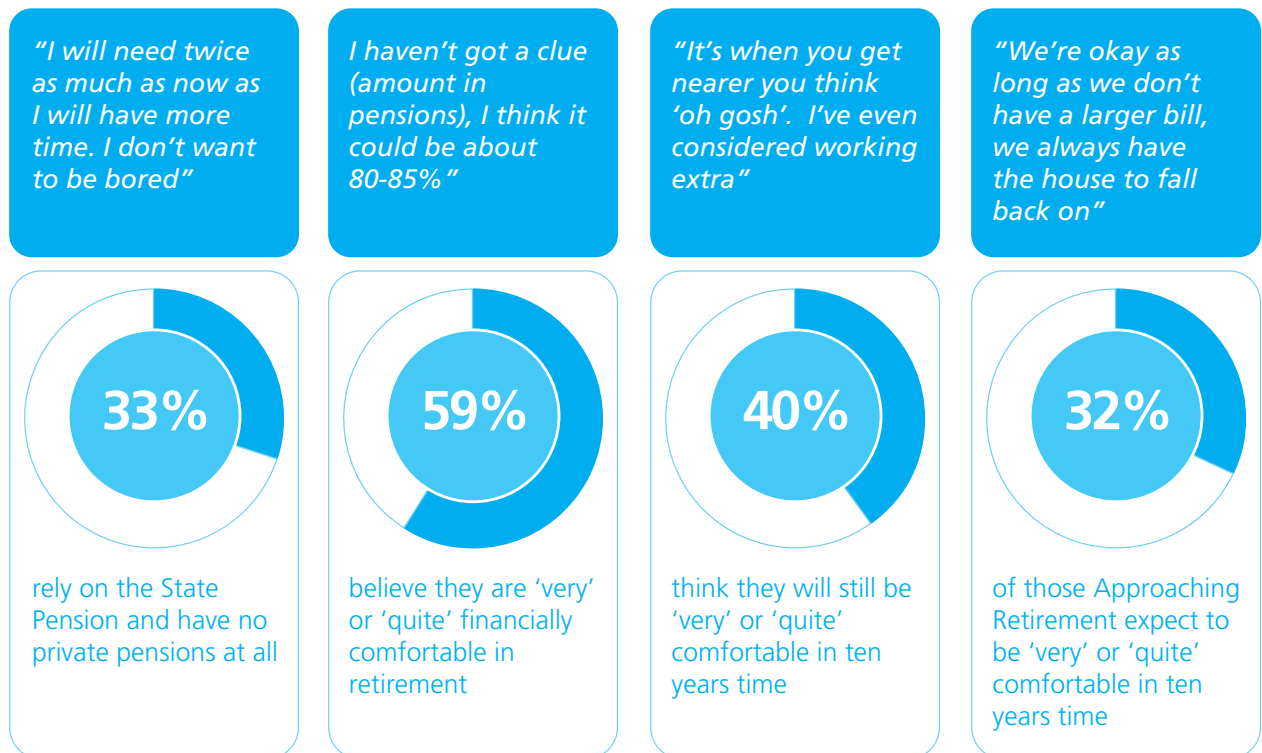 “I will need twice
as much as now as
I will have more
time. I don’t want
to be bored”
I haven’t got a clue
(amount in
pensions), I think it
could be about
80-85%”
“It’s when you get
nearer you think
‘oh gosh’.  I’ve even
considered working
extra”
“We’re okay as
long as we don’t
have a larger bill,
we always have
the house to fall
back on”
33%
rely on the State
Pension and have no
private pensions at all
59%
believe they are ‘very’
or ‘quite’ financially
comfortable in
retirement
40%
think they will still be
‘very’ or ‘quite’
comfortable in ten
years time
32%
of those Approaching
Retirement expect to
be ‘very’ or ‘quite’
comfortable in ten
years time